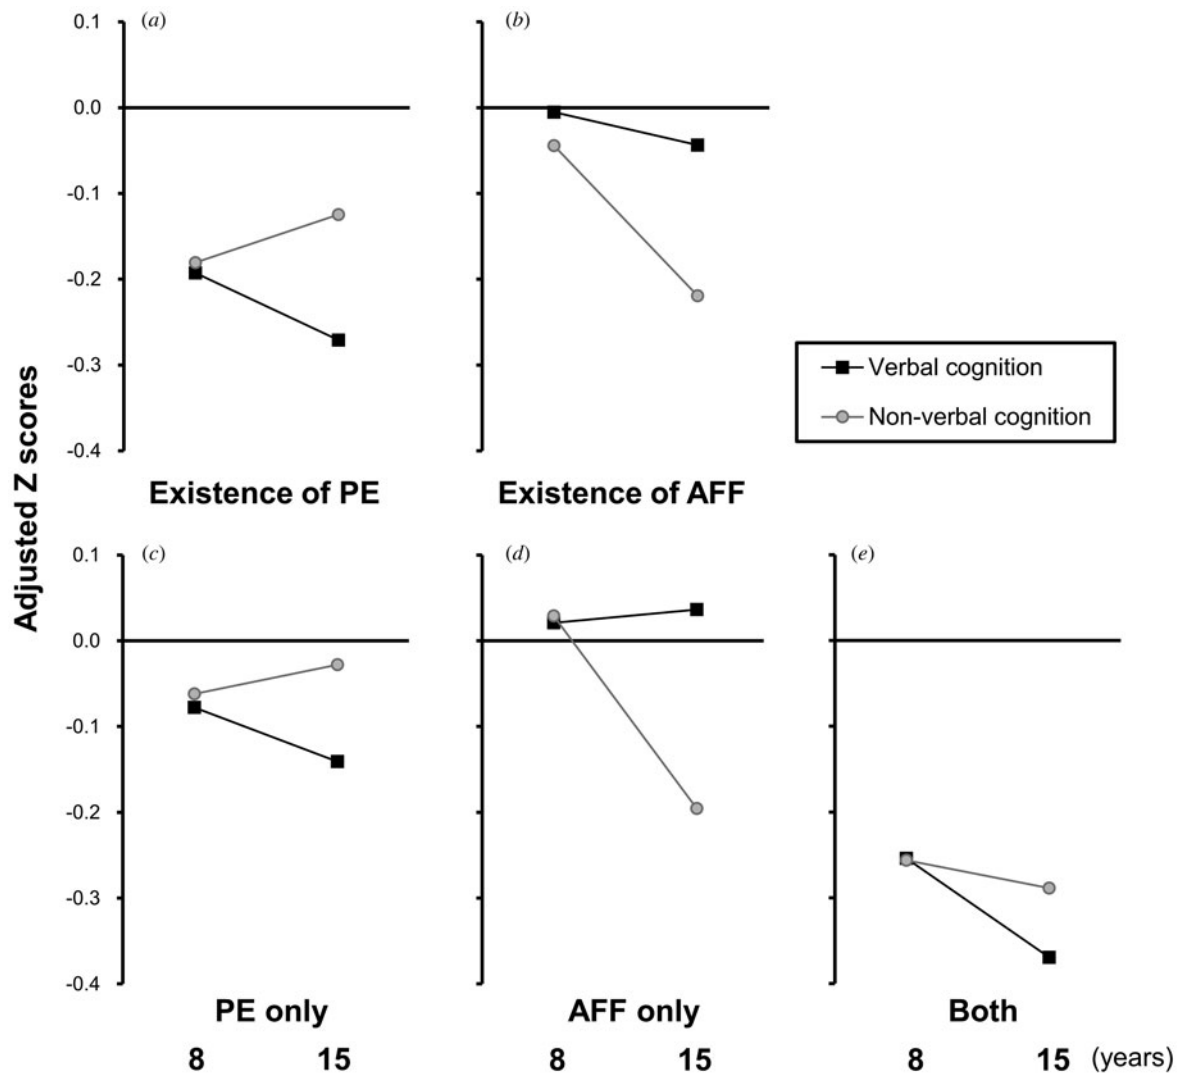 Adjusted Z scores
(a)
0.1
0.0
-0.1
-0.2
-0.3
-0.4
Existence of PE
(b)
Existence of AFF
Verbal cognition
Non-verbal cognition
(c)
0.1
0.0
-0.1
-0.2
-0.3
-0.4
PE only
8 15
(d)
AFF only
8 15
(e)
Both
8 15 (years)